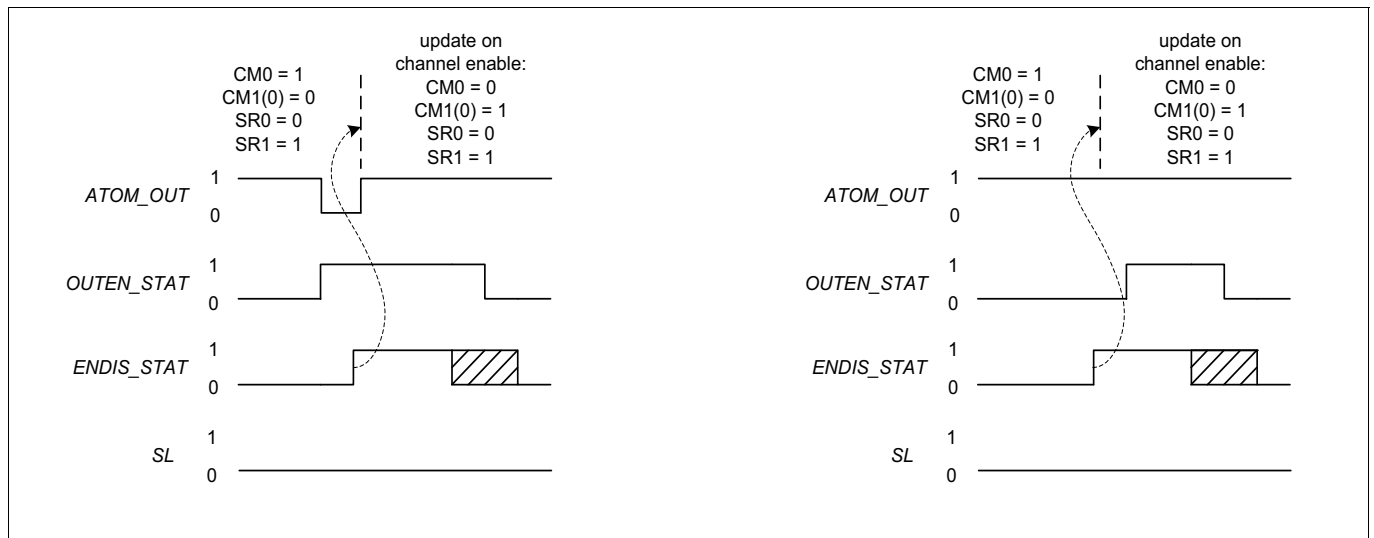 CM0 = 1
CM1(0) = 0
SR0 = 0
SR1 = 1
update on
channel enable:
CM0 = 0
CM1(0) = 1
SR0 = 0
SR1 = 1
ATOM_OUT
1
0
OUTEN_STAT
1
0
ENDIS_STAT
1
0
SL
1
0
CM0 = 1
CM1(0) = 0
SR0 = 0
SR1 = 1
update on
channel enable:
CM0 = 0
CM1(0) = 1
SR0 = 0
SR1 = 1
ATOM_OUT
1
0
OUTEN_STAT
1
0
ENDIS_STAT
1
0
SL
1
0